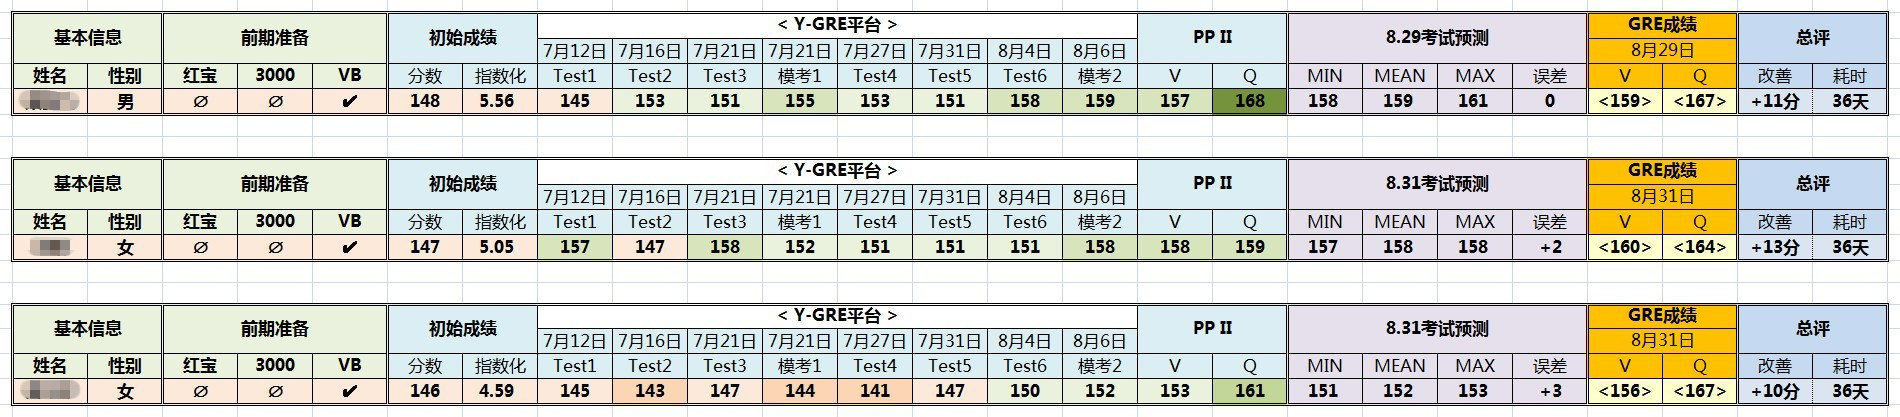 基本信息 前期准备 初始成绩 < Y-GRE平台 > PP II 8.29考试预测 GRE成绩 总评
7月12日 7月16日 7月21日 7月21日 7月27日 7月31日 8月4日 8月6日 8月29日
姓名 性别 红宝 3000 VB 分数 指数化 Test1 Test2 Test3 模考1 Test4 Test5 Test6 模考2 V Q MIN MEAN MAX 误差 V Q 改善 耗时
男 ∅ ∅ ✔ 148 5.56 145 153 151 155 153 151 158 159 157 168 158 159 161 0 <159> <167> +11分 36天
基本信息 前期准备 初始成绩 < Y-GRE平台 > PP II 8.31考试预测 GRE成绩 总评
7月12日 7月16日 7月21日 7月21日 7月27日 7月31日 8月4日 8月6日 8月31日
姓名 性别 红宝 3000 VB 分数 指数化 Test1 Test2 Test3 模考1 Test4 Test5 Test6 模考2 V Q MIN MEAN MAX 误差 V Q 改善 耗时
女 ∅ ∅ ✔ 147 5.05 157 147 158 152 151 151 151 158 158 159 157 158 158 +2 <160> <164> +13分 36天
基本信息 前期准备 初始成绩 < Y-GRE平台 > PP II 8.31考试预测 GRE成绩 总评
7月12日 7月16日 7月21日 7月21日 7月27日 7月31日 8月4日 8月6日 8月31日
姓名 性别 红宝 3000 VB 分数 指数化 Test1 Test2 Test3 模考1 Test4 Test5 Test6 模考2 V Q MIN MEAN MAX 误差 V Q 改善 耗时
女 ∅ ∅ ✔ 146 4.59 145 143 147 144 141 147 150 152 153 161 151 152 153 +3 <156> <167> +10分 36天